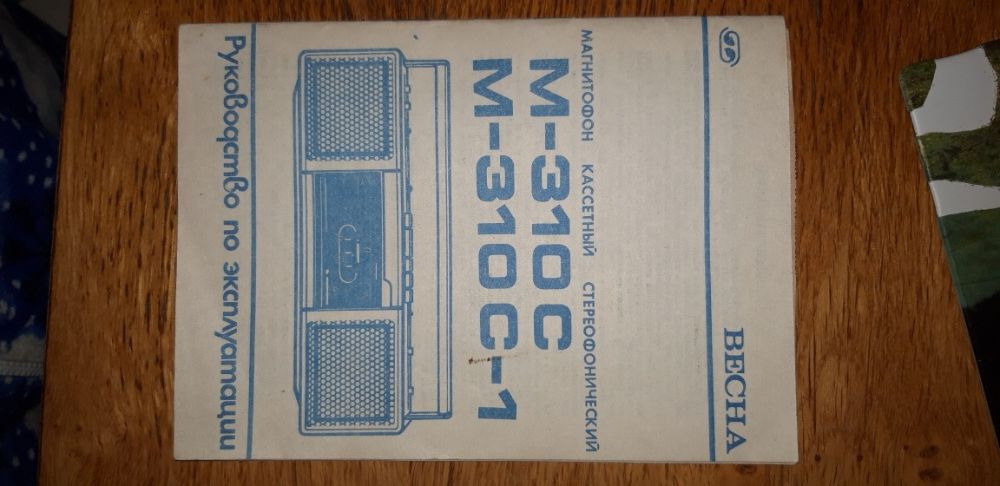 ВЕСНА
МАГНИТОФОН КАССЕТНЫЙ СТЕРЕОФОНИЧЕСКИЙ
М-310С
М-310С-1
Руководство по эксплуатации